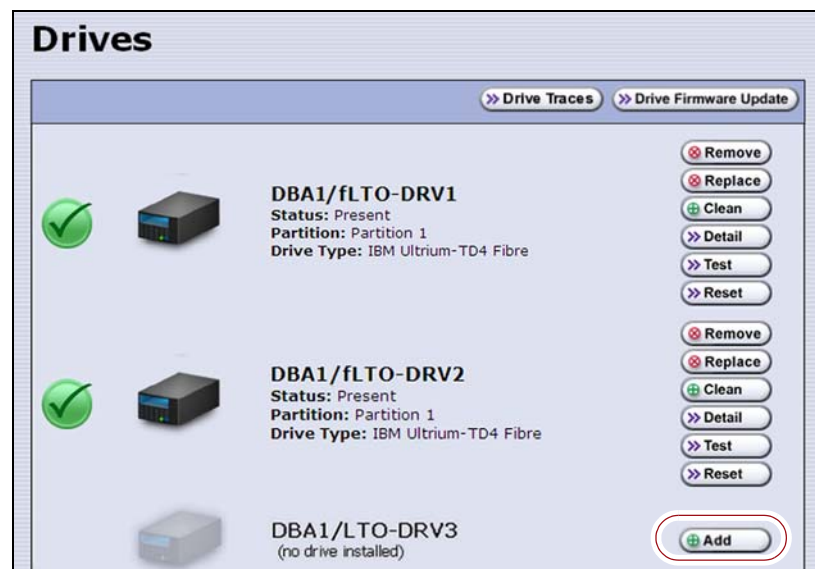 Drives
Drive Traces
Drive Firmware Update
DBA1/fLTO-DRV1
Status: Present
Partition: Partition 1
Drive Type: IBM Ultrium-TD4 Fibre
Remove
Replace
Clean
Detail
Test
Reset
DBA1/fLTO-DRV2
Status: Present
Partition: Partition 1
Drive Type: IBM Ultrium-TD4 Fibre
Remove
Replace
Clean
Detail
Test
Reset
DBA1/LTO-DRV3
(no drive installed)
Add